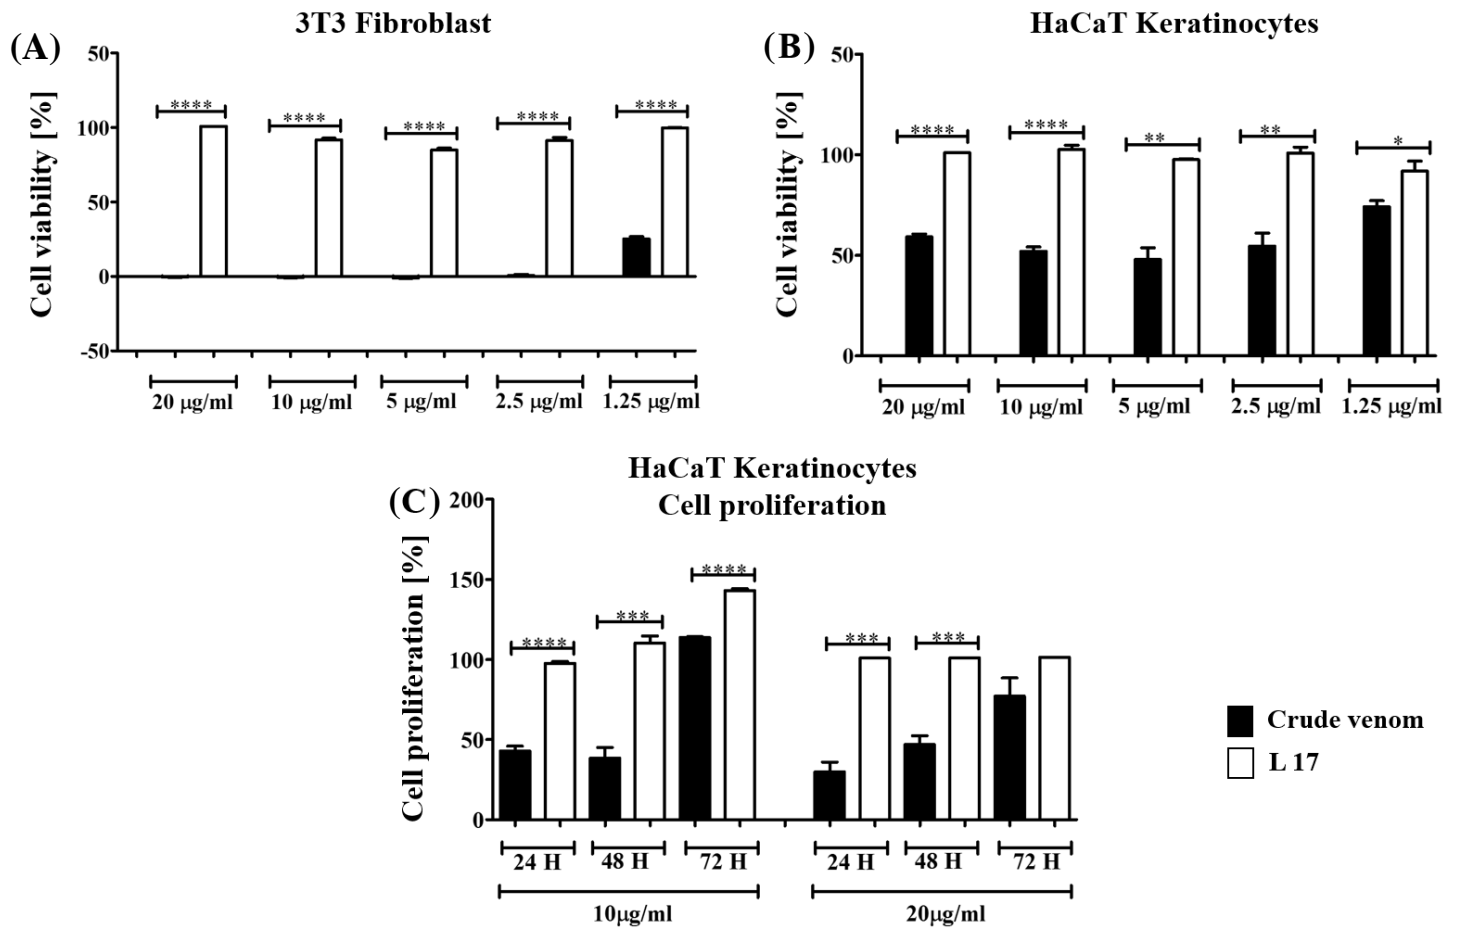 3T3 Fibroblast
(A)
Cell viability [%]
50
100
50
0
-50
****
****
****
****
****
20 µg/ml
10 µg/ml
5 µg/ml
2.5 µg/ml
1.25 µg/ml
HaCaT Keratinocytes
(B)
Cell viability [%]
50
100
50
0
****
****
**
**
*
20 µg/ml
10 µg/ml
5 µg/ml
2.5 µg/ml
1.25 µg/ml
HaCaT Keratinocytes
Cell proliferation
(C)
Cell proliferation [%]
200
150
100
50
0
****
***
****
***
***
24 H
48 H
72 H
24 H
48 H
72 H
10µg/ml
20µg/ml
Crude venom
L 17